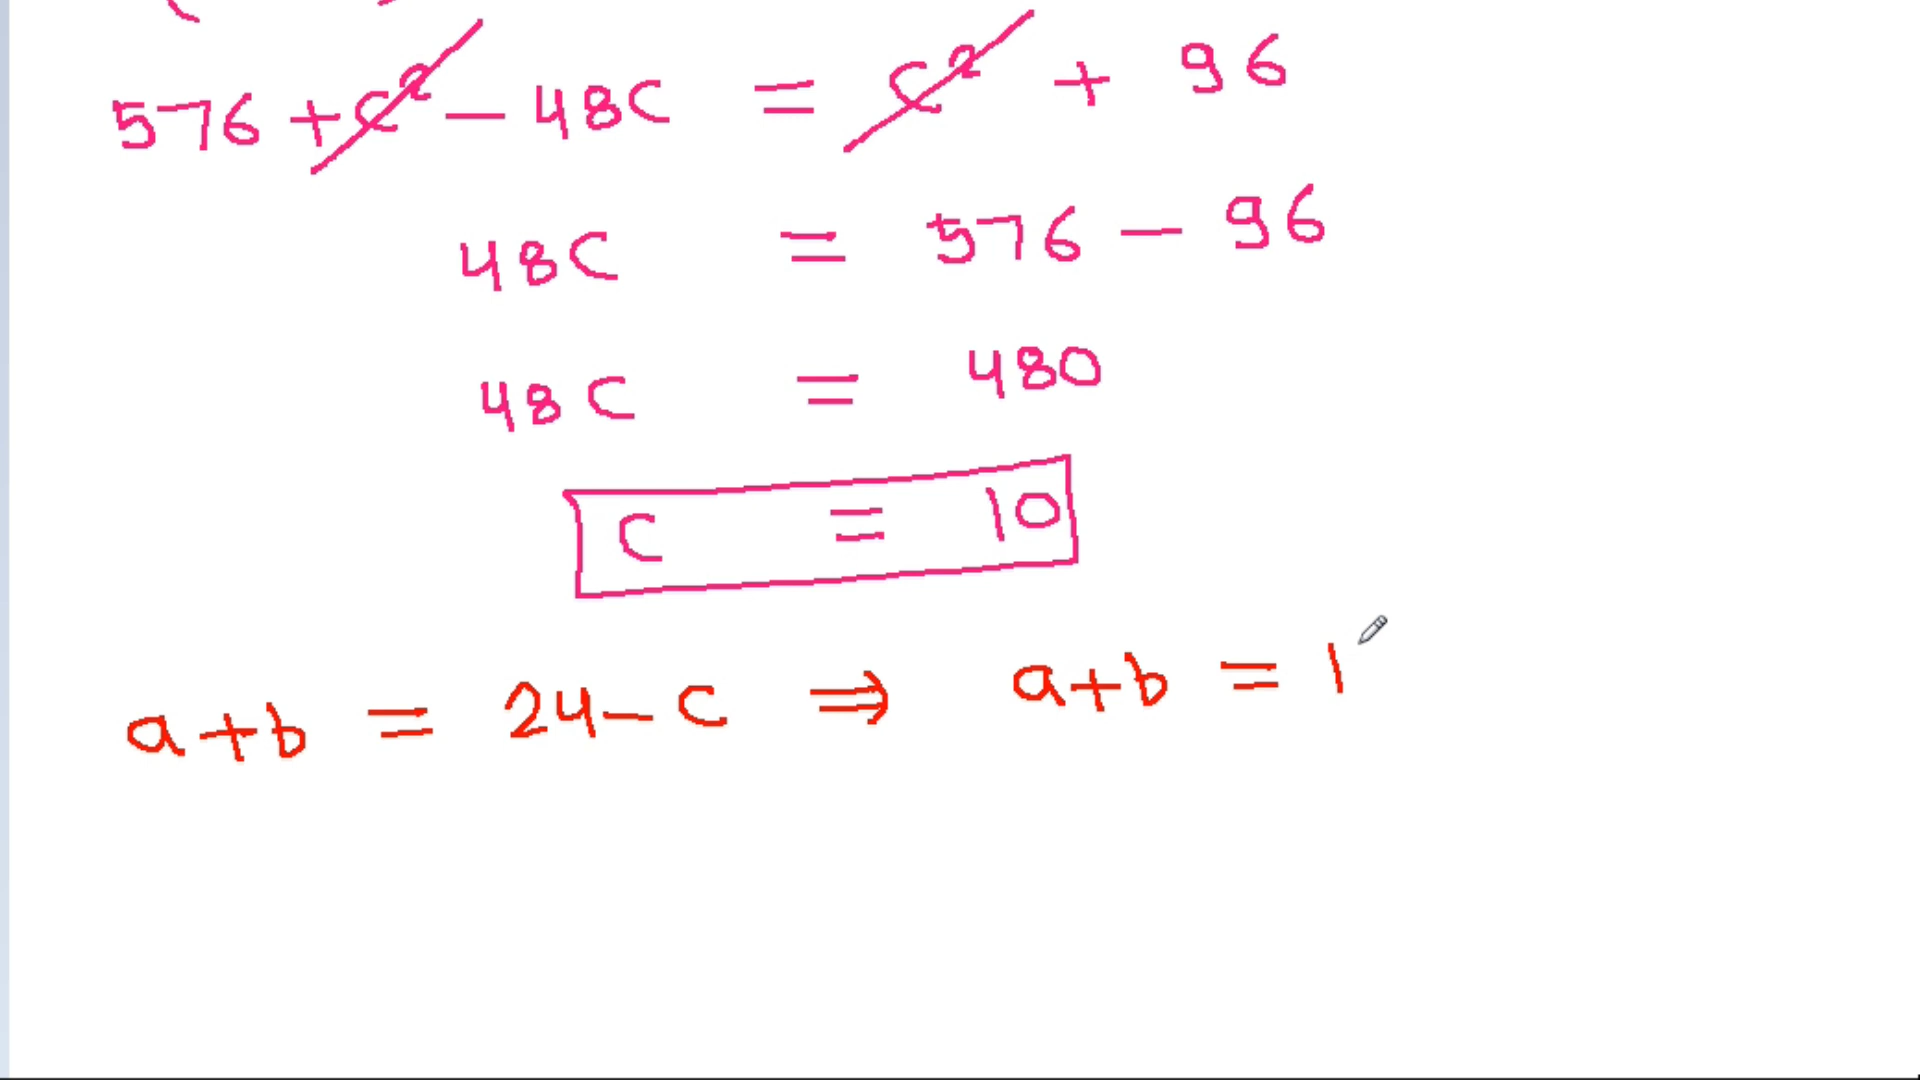 576 + c² - 48c = c² + 96
48c = 576 - 96
48c = 480
c = 10
a+b = 24 - c ⇒ a+b = 1